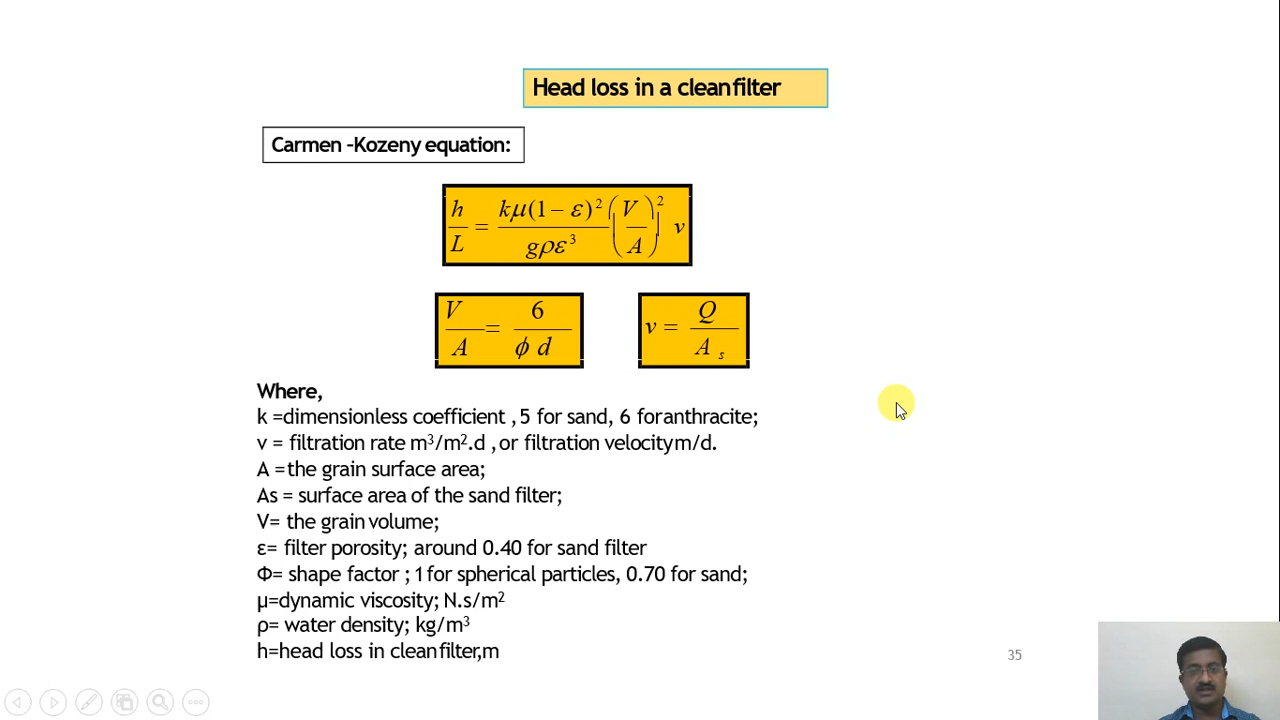 Head loss in a cleanfilter
Carmen -Kozeny equation:
h/L = kμ(1 − ε)²/gρε³ (V/A)² v
V/A = 6/ϕ d
v = Q/A s
Where,
k =dimensionless coefficient , 5 for sand, 6 foranthracite;
v = filtration rate m³/m².d , or filtration velocitym/d.
A =the grain surface area;
As = surface area of the sand filter;
V= the grain volume;
ε= filter porosity; around 0.40 for sand filter
Φ= shape factor ; 1 for spherical particles, 0.70 for sand;
μ=dynamic viscosity; N.s/m²
ρ= water density; kg/m³
h=head loss in cleanfilter,m
35